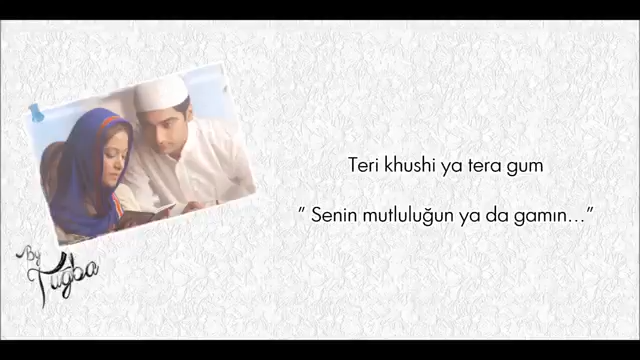 Teri khushi ya tera gum
" Senin mutluluğun ya da gamın..."
By
Tuğba